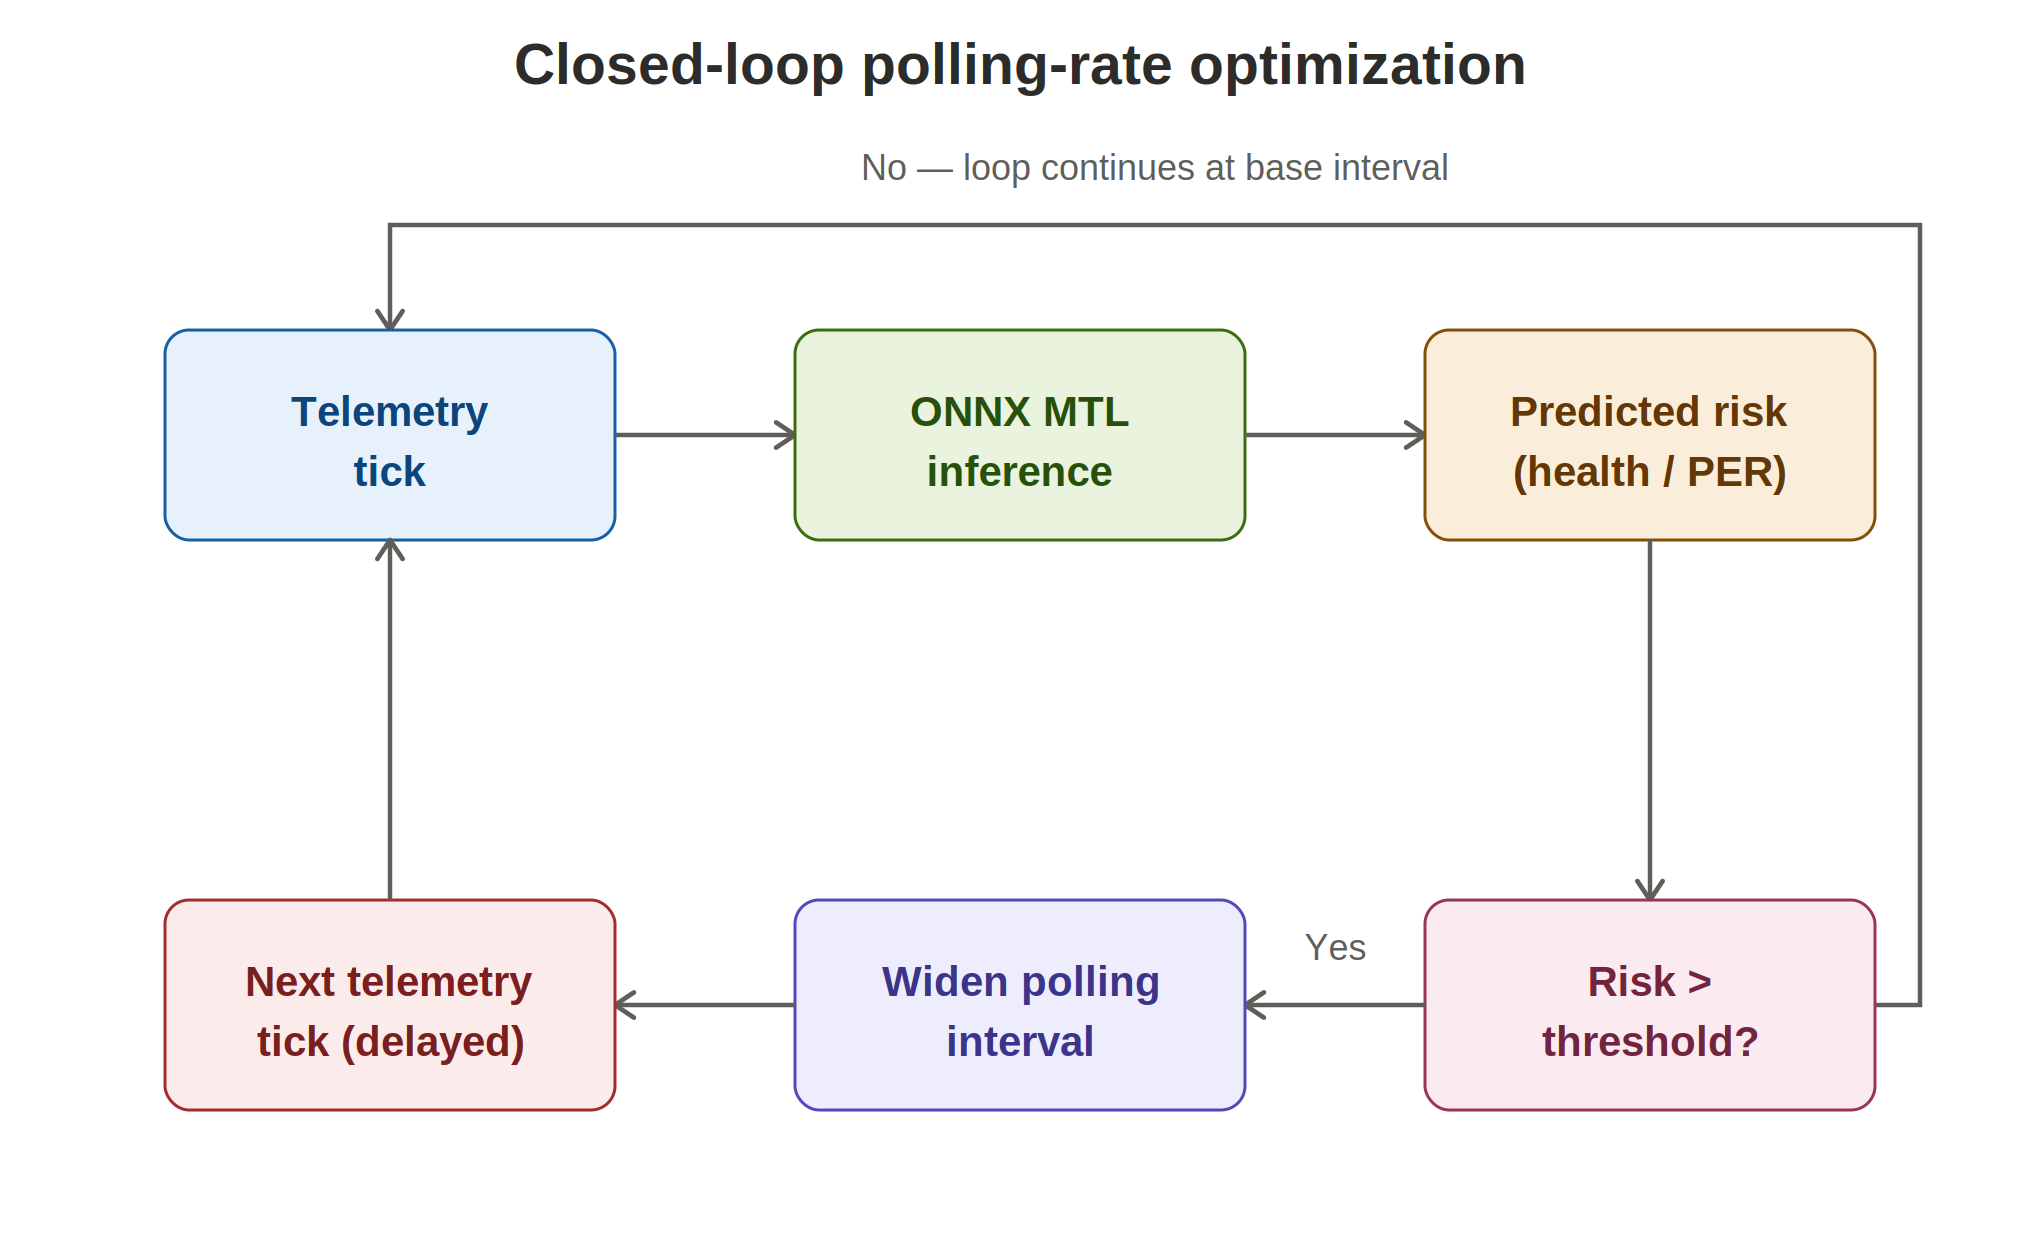 Closed-loop polling-rate optimization
No — loop continues at base interval
Telemetry
tick
ONNX MTL
inference
Predicted risk
(health / PER)
Next telemetry
tick (delayed)
Widen polling
interval
Yes
Risk >
threshold?